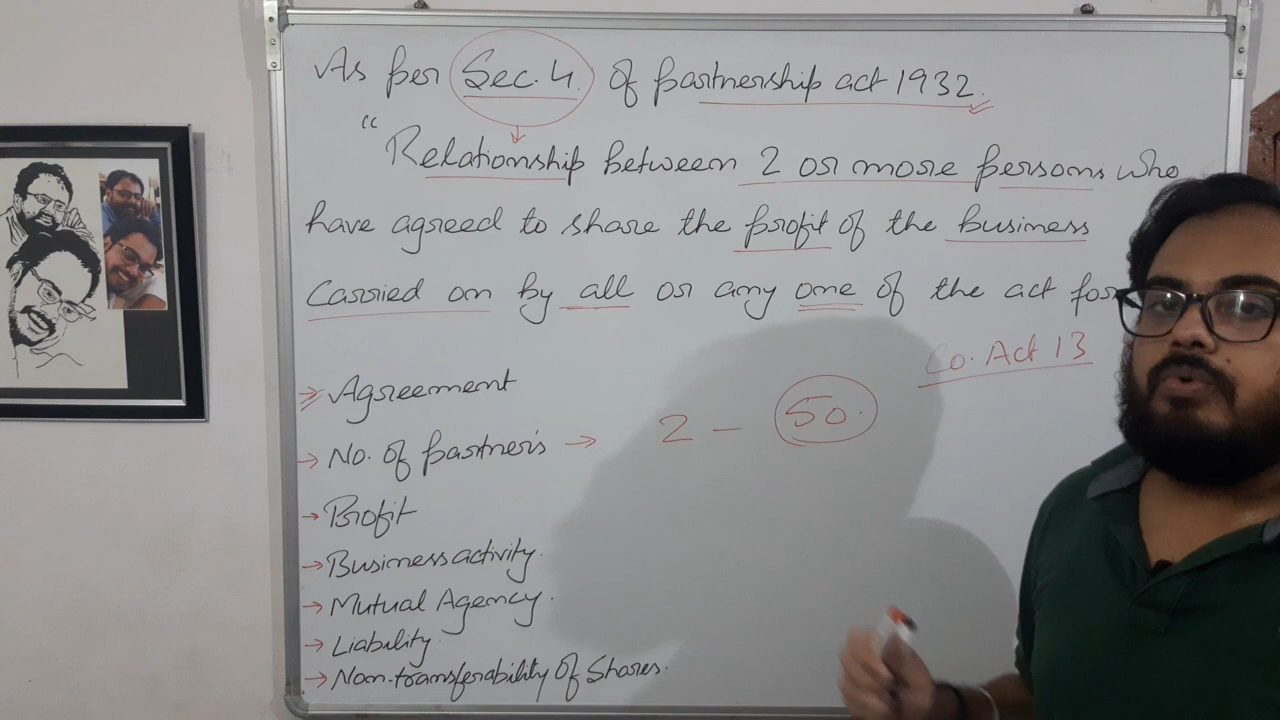 As per Sec. 4. of partnership act 1932.
"Relationship between 2 or more persons who
have agreed to share the profit of the business
Carried on by all or any one of the act for
Co. Act 13
Agreement
No. of partner's → 2 - 50.
Profit
Business activity.
Mutual Agency.
Liability.
Non-transferability Of Shares.